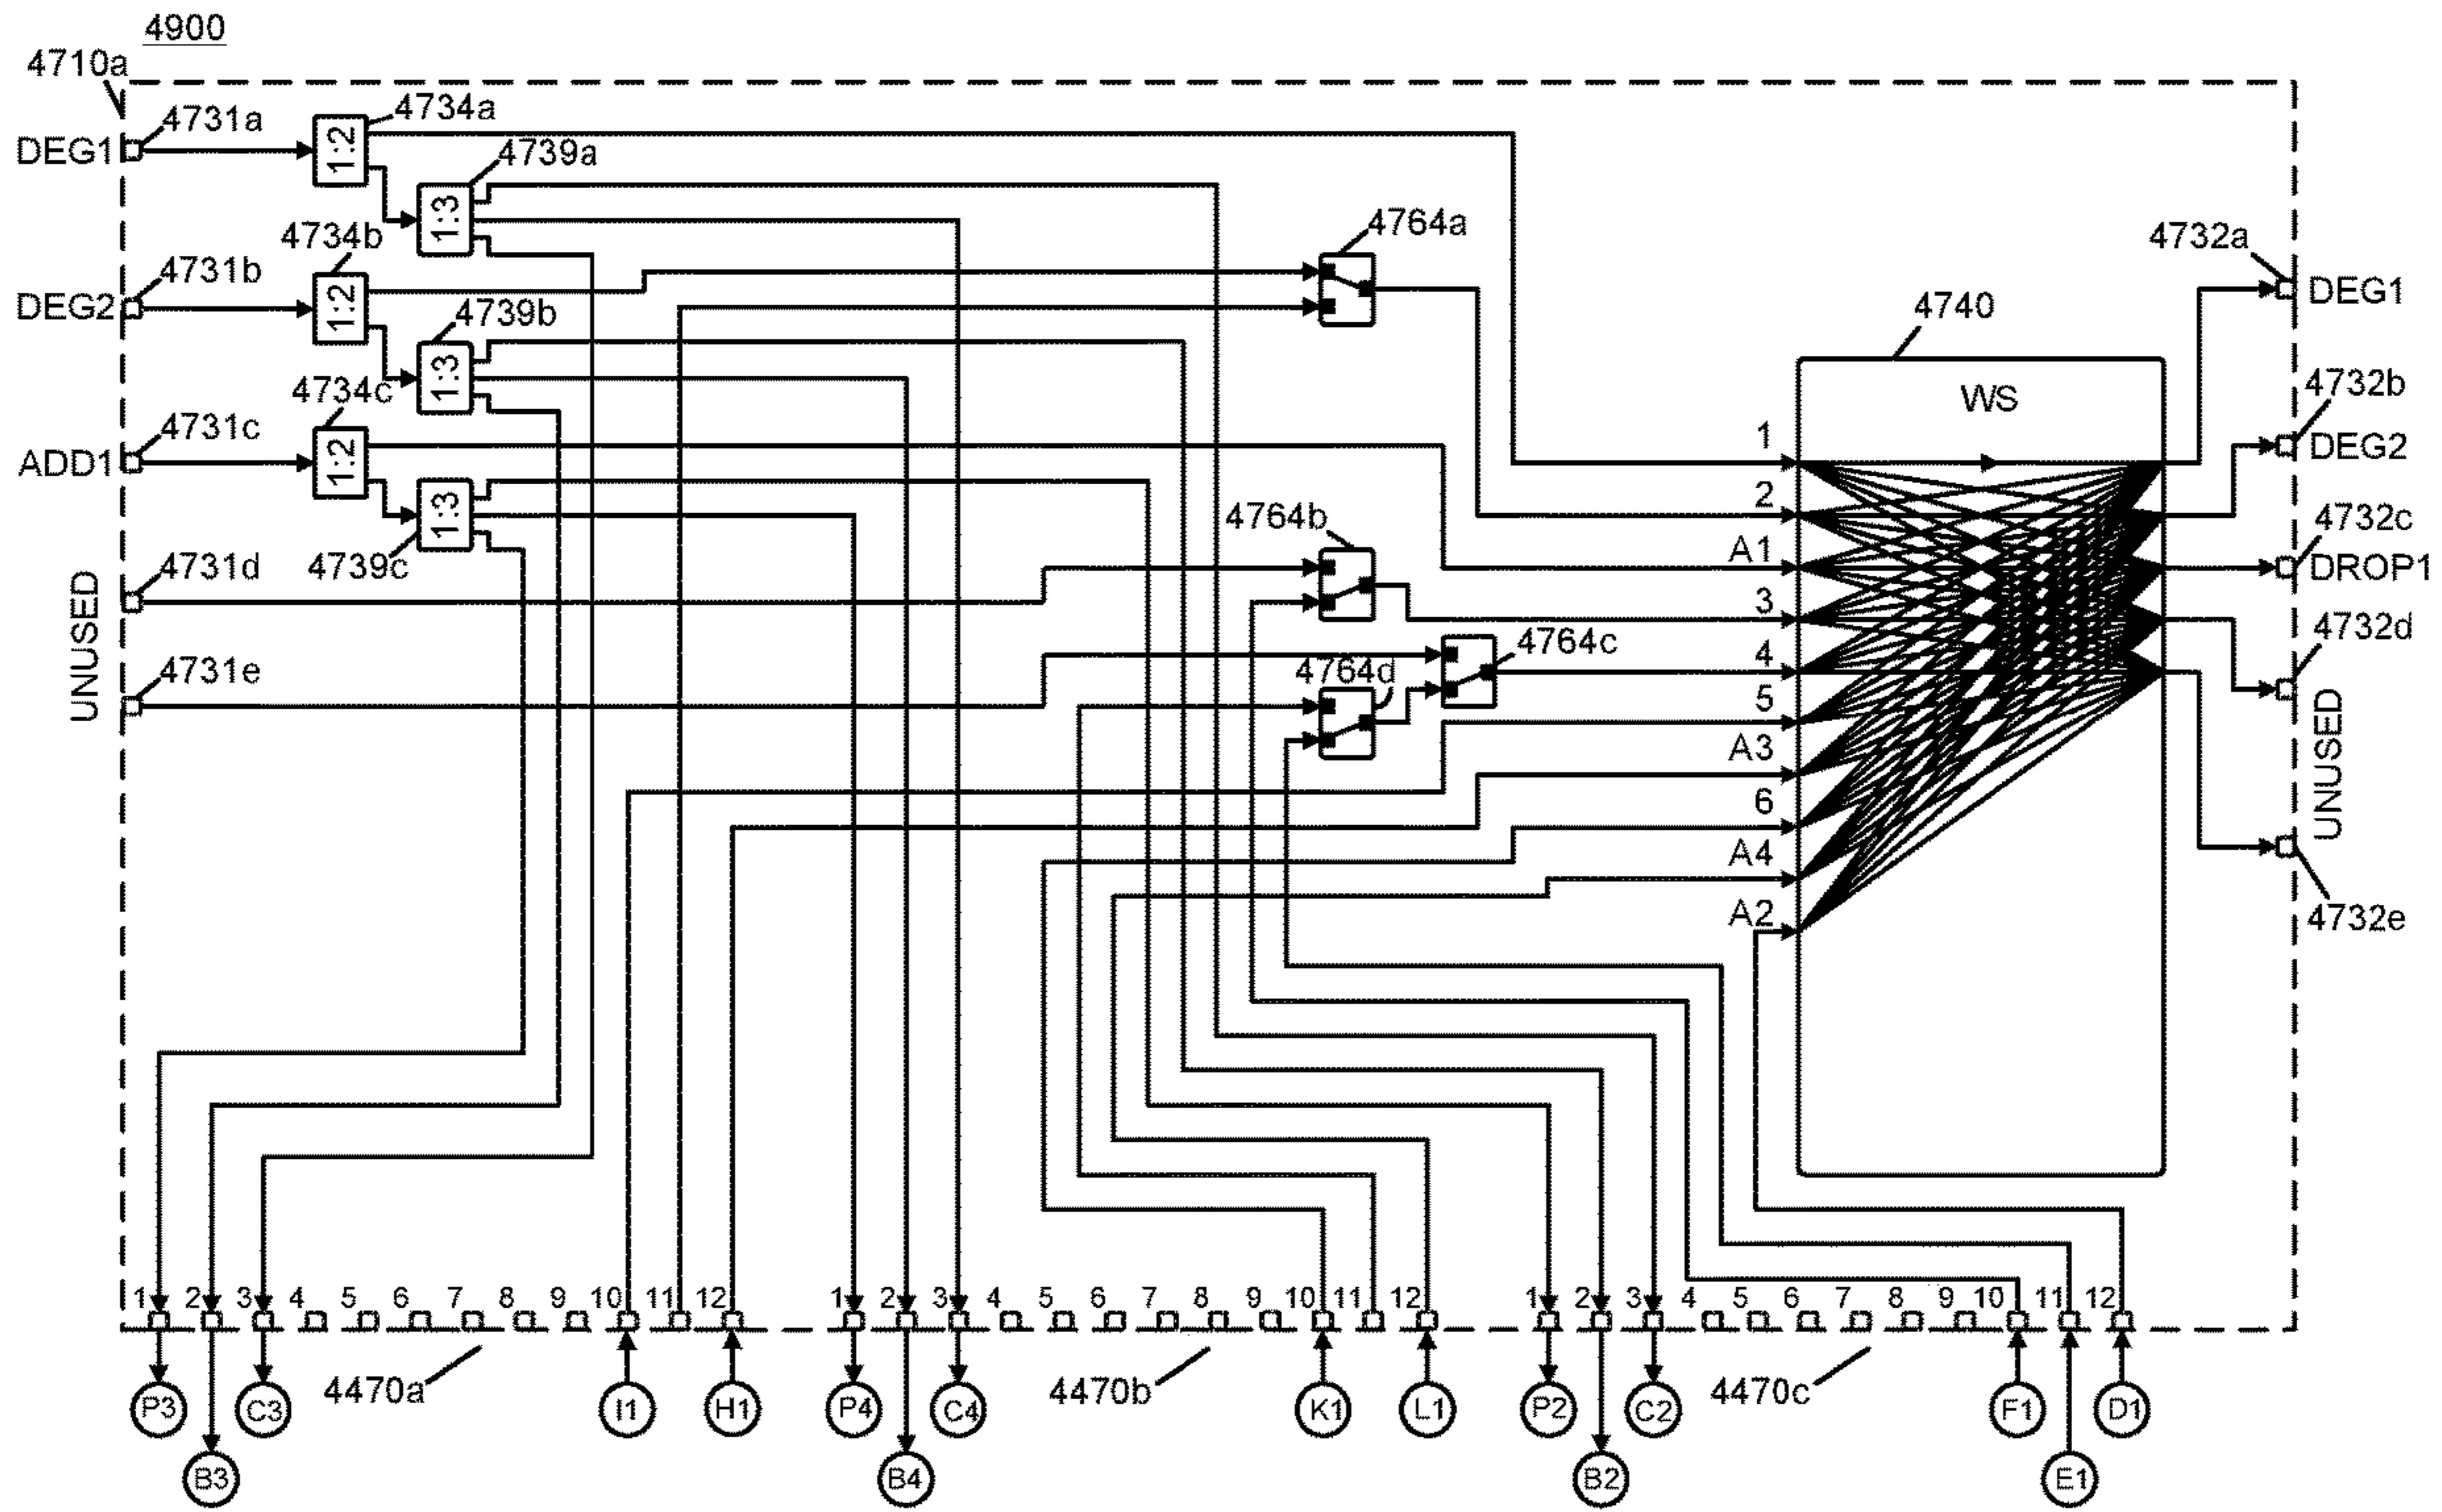 4900
4710a
4731a
4734a
DEG1
1:2
4739a
1:3
4734b
4764a
4732a
4731b
DEG2
1:2
4739b
4740
DEG1
1:3
4734c
WS
4732b
4731c
ADD1
1:2
1
DEG2
1:3
2
4764b
4732c
4739c
4731d
A1
DROP1
UNUSED
3
4732d
4764c
4731e
4764d
4
5
A3
UNUSED
6
A4
A2
4732e
1 2 3 4 5 6 7 8 9 10 11 12 1 2 3 4 5 6 7 8 9 10 11 12 1 2 3 4 5 6 7 8 9 10 11 12
4470a 4470b 4470c
P3 C3 I1 H1 P4 C4 K1 L1 P2 C2 F1 D1
B3 B4 B2 E1